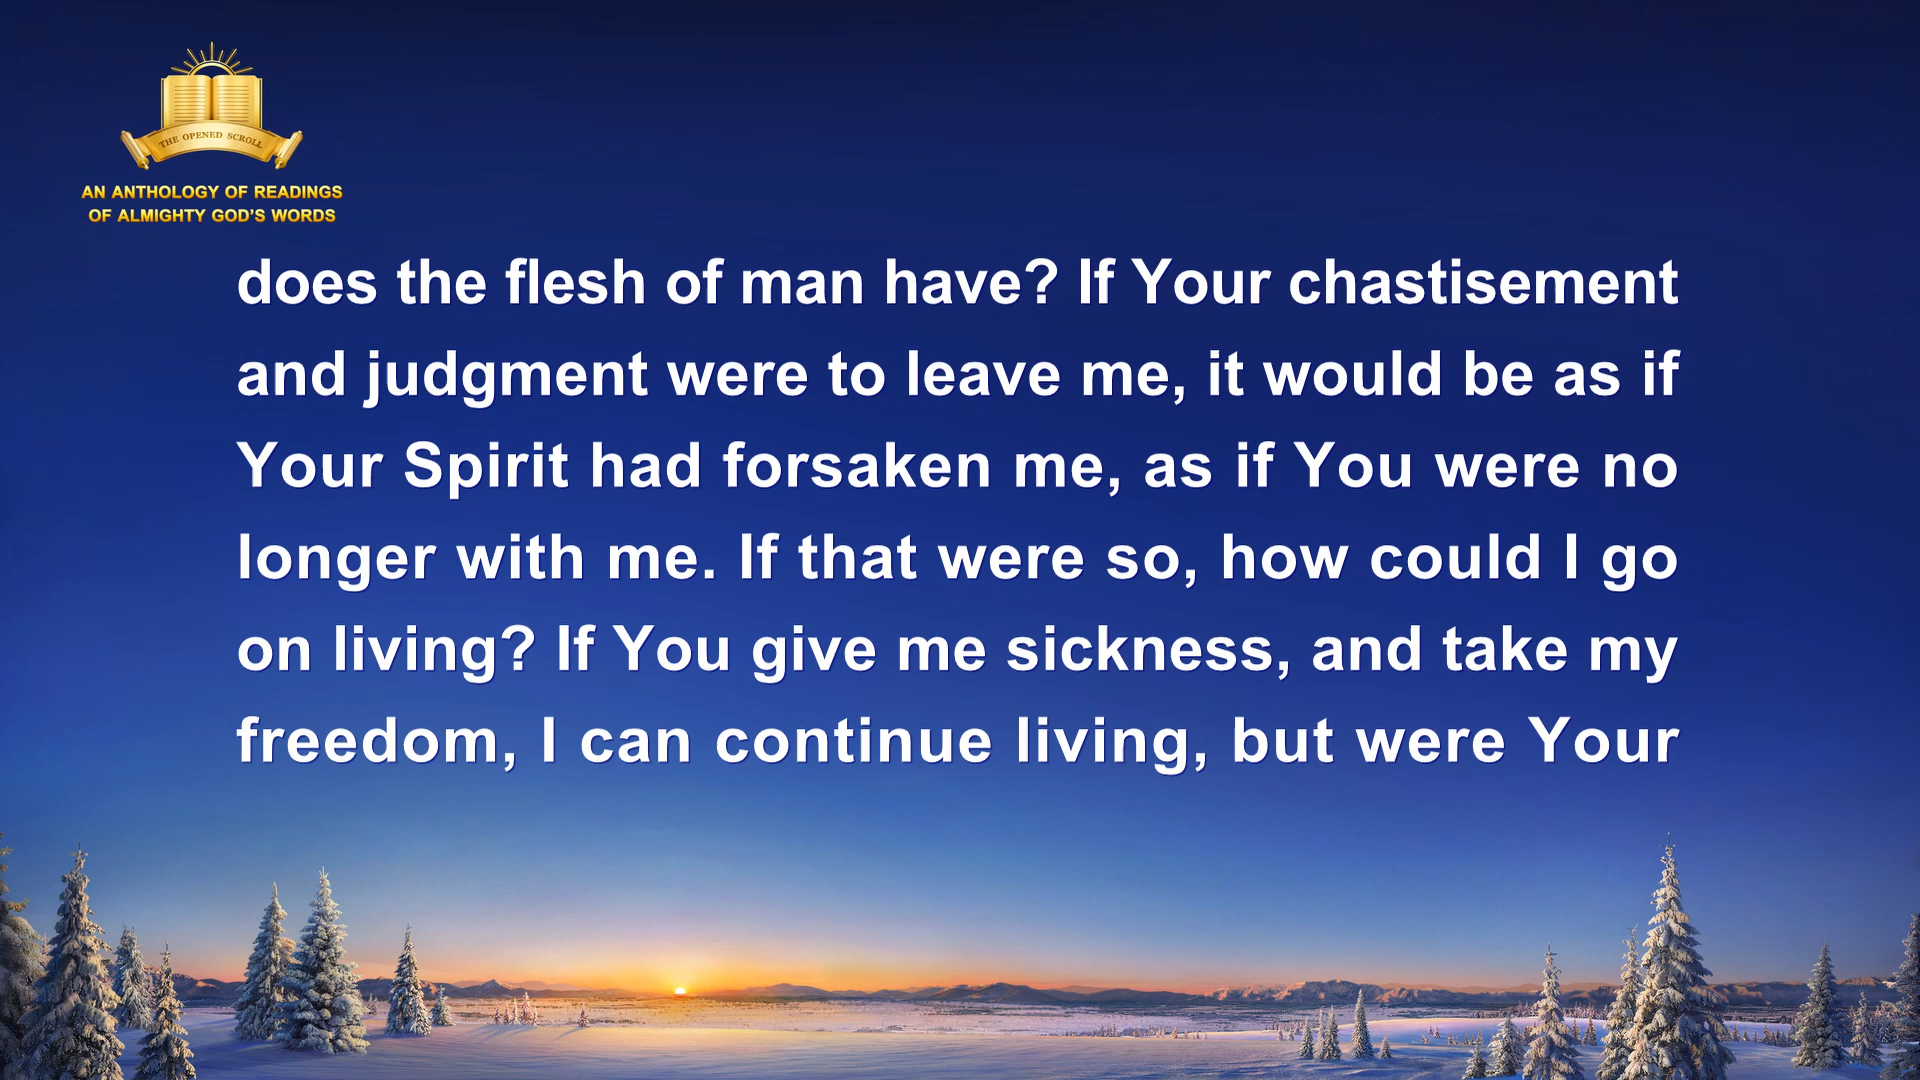 THE OPENED SCROLL
AN ANTHOLOGY OF READINGS
OF ALMIGHTY GOD'S WORDS
does the flesh of man have? If Your chastisement
and judgment were to leave me, it would be as if
Your Spirit had forsaken me, as if You were no
longer with me. If that were so, how could I go
on living? If You give me sickness, and take my
freedom, I can continue living, but were Your